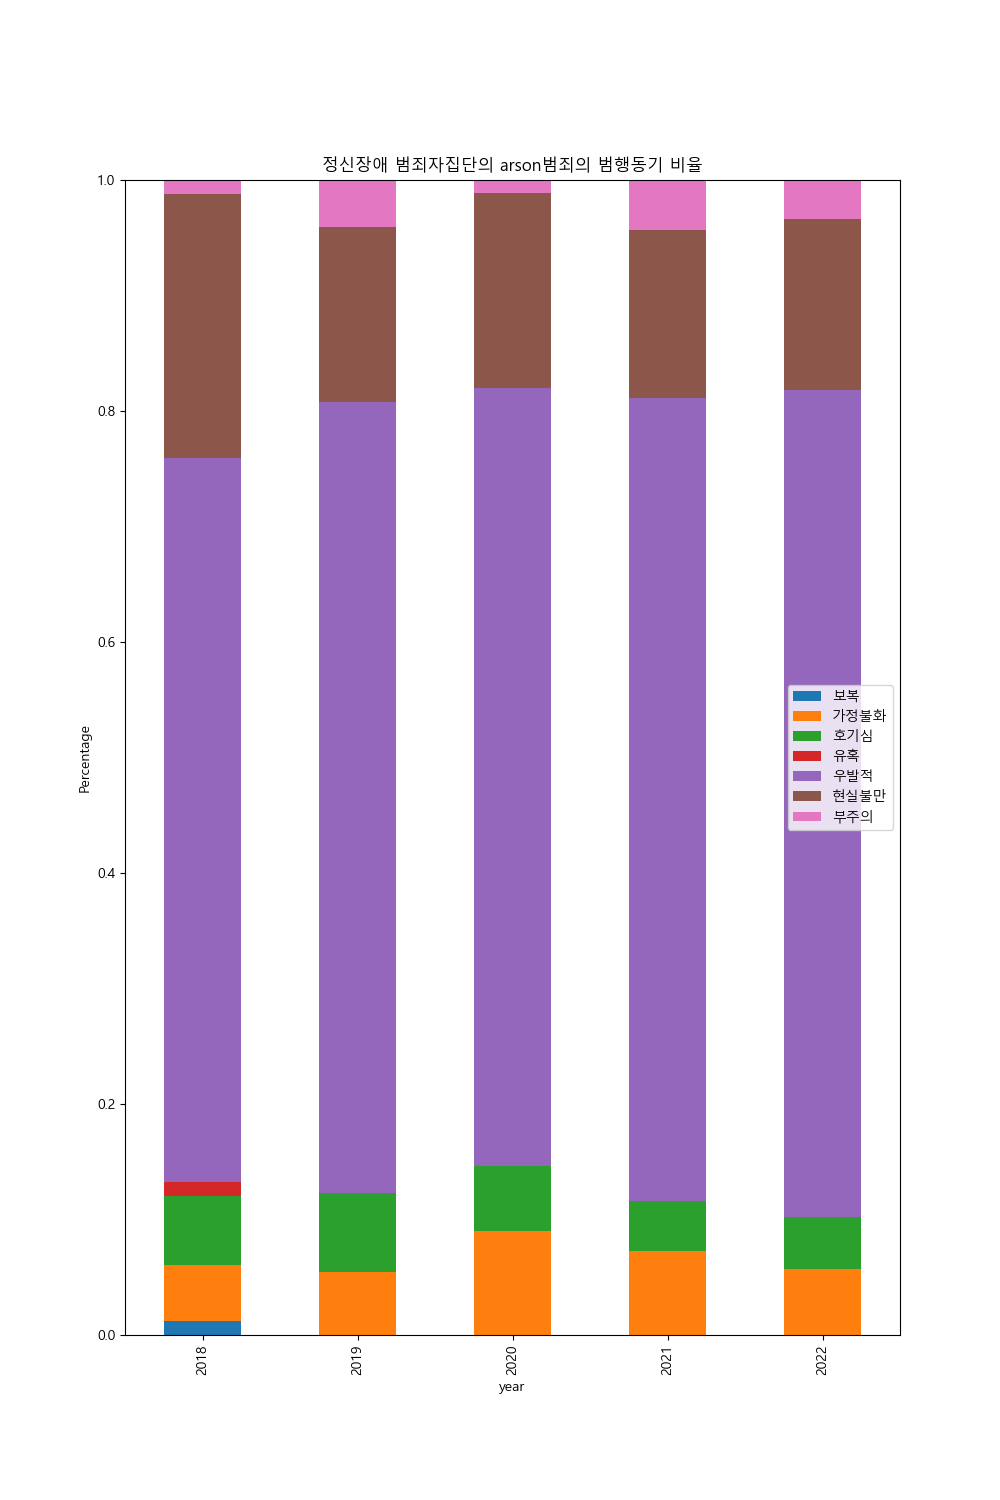 정신장애 범죄자집단의 arson범죄의 범행동기 비율
1.0
0.8
0.6
0.4
0.2
0.0
Percentage
보복
가정불화
호기심
유혹
우발적
현실불만
부주의
2018
2019
2020
2021
2022
year